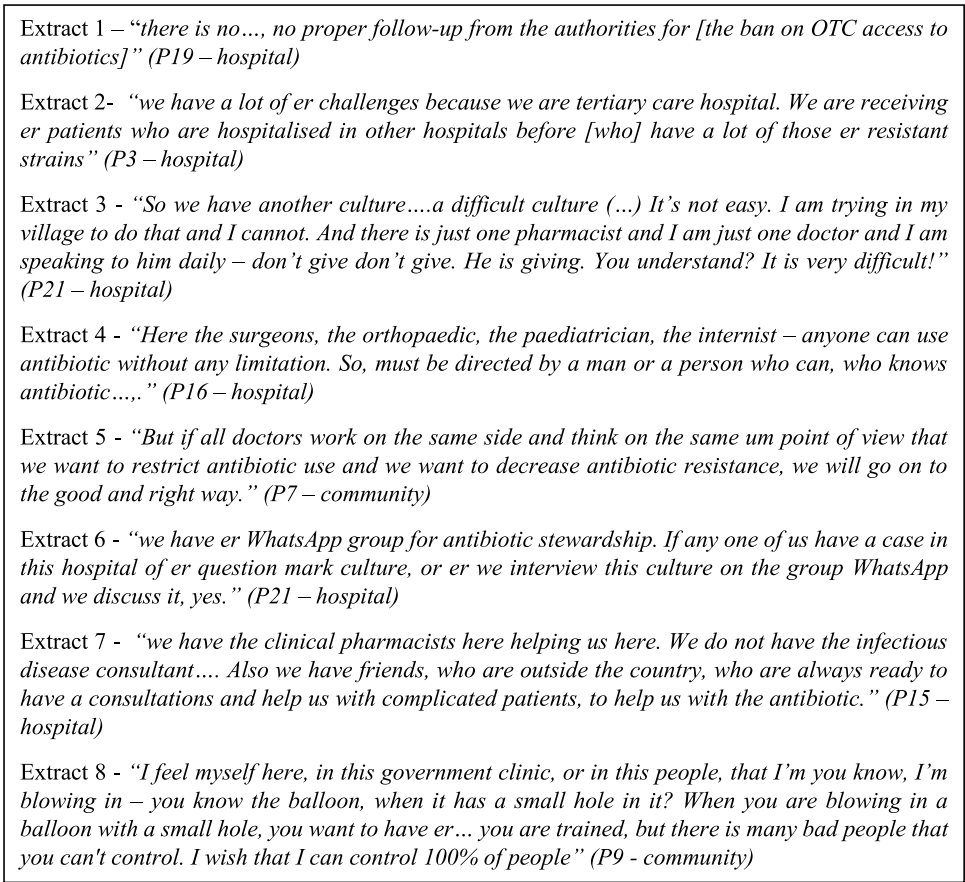 Extract 1 – “there is no…, no proper follow-up from the authorities for [the ban on OTC access to
antibiotics]” (P19 – hospital)
Extract 2- “we have a lot of er challenges because we are tertiary care hospital. We are receiving
er patients who are hospitalised in other hospitals before [who] have a lot of those er resistant
strains” (P3 – hospital)
Extract 3 - “So we have another culture….a difficult culture (…) It’s not easy. I am trying in my
village to do that and I cannot. And there is just one pharmacist and I am just one doctor and I am
speaking to him daily – don’t give don’t give. He is giving. You understand? It is very difficult!”
(P21 – hospital)
Extract 4 - “Here the surgeons, the orthopaedic, the paediatrician, the internist – anyone can use
antibiotic without any limitation. So, must be directed by a man or a person who can, who knows
antibiotic…,.” (P16 – hospital)
Extract 5 - “But if all doctors work on the same side and think on the same um point of view that
we want to restrict antibiotic use and we want to decrease antibiotic resistance, we will go on to
the good and right way.” (P7 – community)
Extract 6 - “we have er WhatsApp group for antibiotic stewardship. If any one of us have a case in
this hospital of er question mark culture, or er we interview this culture on the group WhatsApp
and we discuss it, yes.” (P21 – hospital)
Extract 7 - “we have the clinical pharmacists here helping us here. We do not have the infectious
disease consultant…. Also we have friends, who are outside the country, who are always ready to
have a consultations and help us with complicated patients, to help us with the antibiotic.” (P15 –
hospital)
Extract 8 - “I feel myself here, in this government clinic, or in this people, that I’m you know, I’m
blowing in – you know the balloon, when it has a small hole in it? When you are blowing in a
balloon with a small hole, you want to have er… you are trained, but there is many bad people that
you can't control. I wish that I can control 100% of people” (P9 - community)